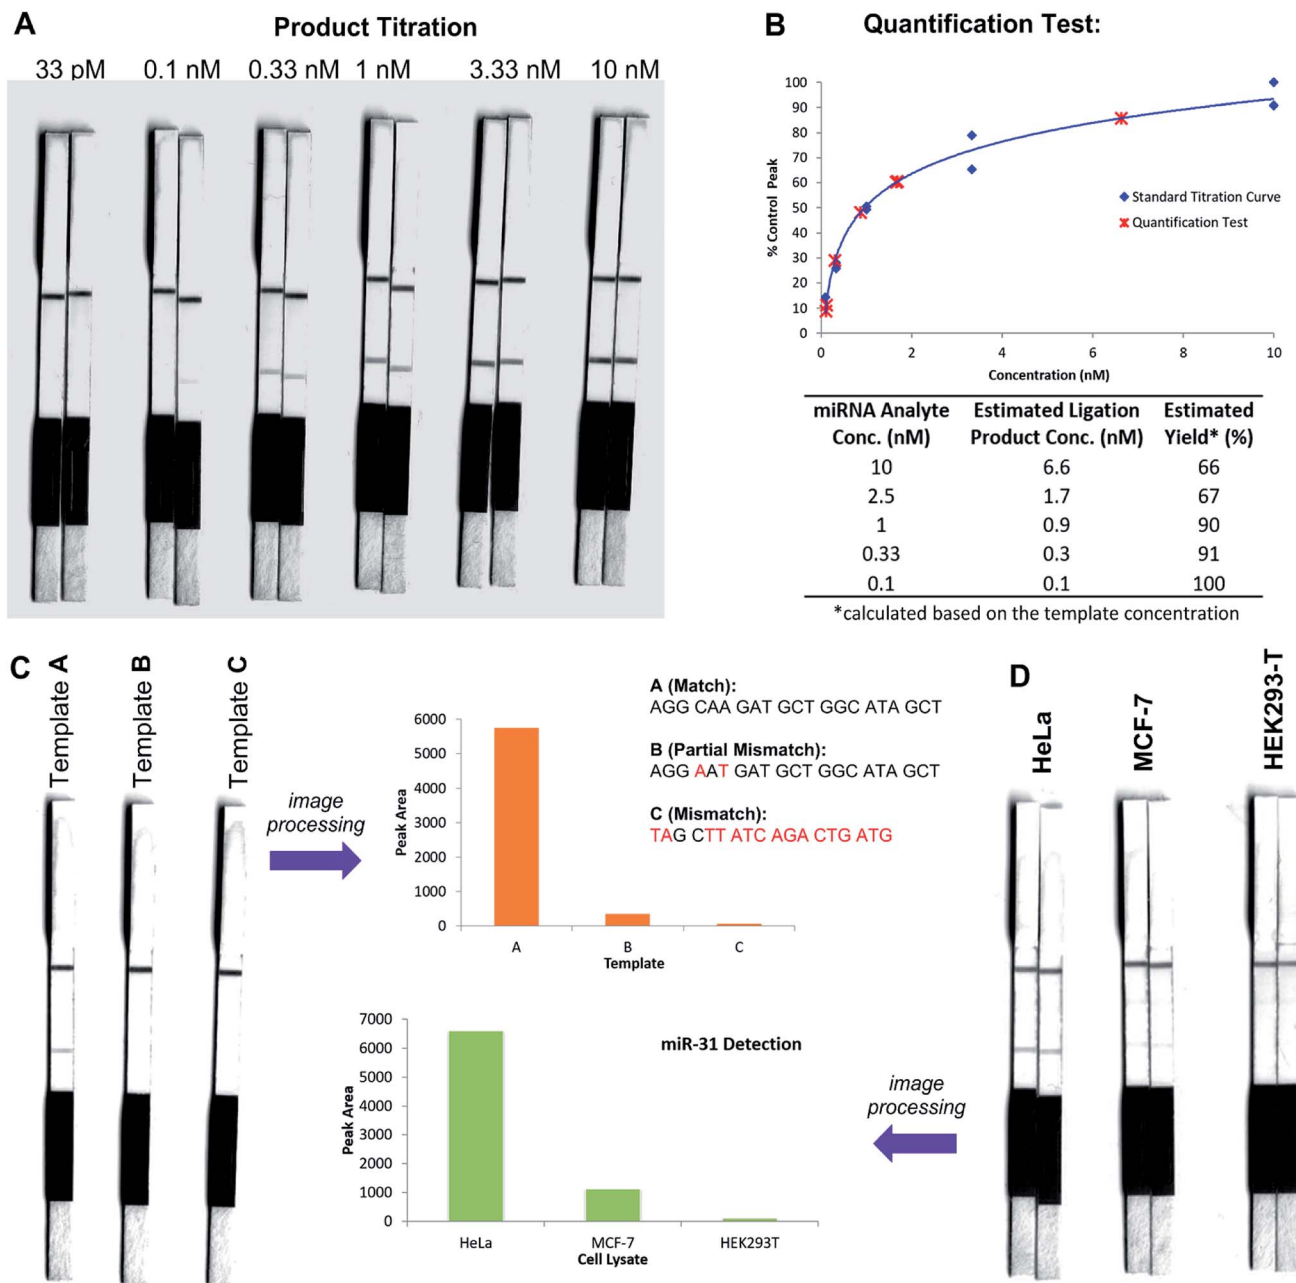 A
Product Titration
33 pM 0.1 nM 0.33 nM 1 nM 3.33 nM 10 nM
B
Quantification Test:
100
90
80
70
60
50
40
30
20
10
0
% Control Peak
0 2 4 6 8 10
Concentration (nM)
Standard Titration Curve
Quantification Test
miRNA Analyte Estimated Ligation Estimated
Conc. (nM) Product Conc. (nM) Yield* (%)
10 6.6 66
2.5 1.7 67
1 0.9 90
0.33 0.3 91
0.1 0.1 100
*calculated based on the template concentration
C
Template A
Template B
Template C
image
processing
6000
5000
4000
3000
2000
1000
0
Peak Area
A B C
Template
A (Match):
AGG CAA GAT GCT GGC ATA GCT
B (Partial Mismatch):
AGG AAT GAT GCT GGC ATA GCT
C (Mismatch):
TAG CTT ATC AGA CTG ATG
7000
6000
5000
4000
3000
2000
1000
0
Peak Area
miR-31 Detection
HeLa MCF-7 HEK293T
Cell Lysate
image
processing
D
HeLa
MCF-7
HEK293-T